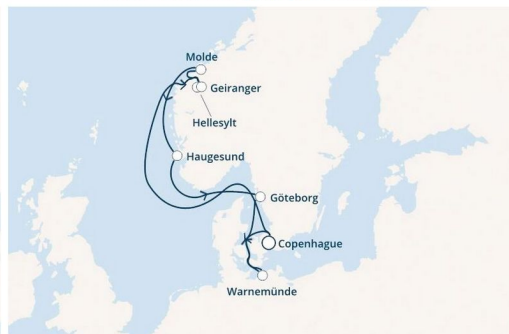 Molde
Geiranger
Hellesylt
Haugesund
Göteborg
Copenhague
Warnemünde